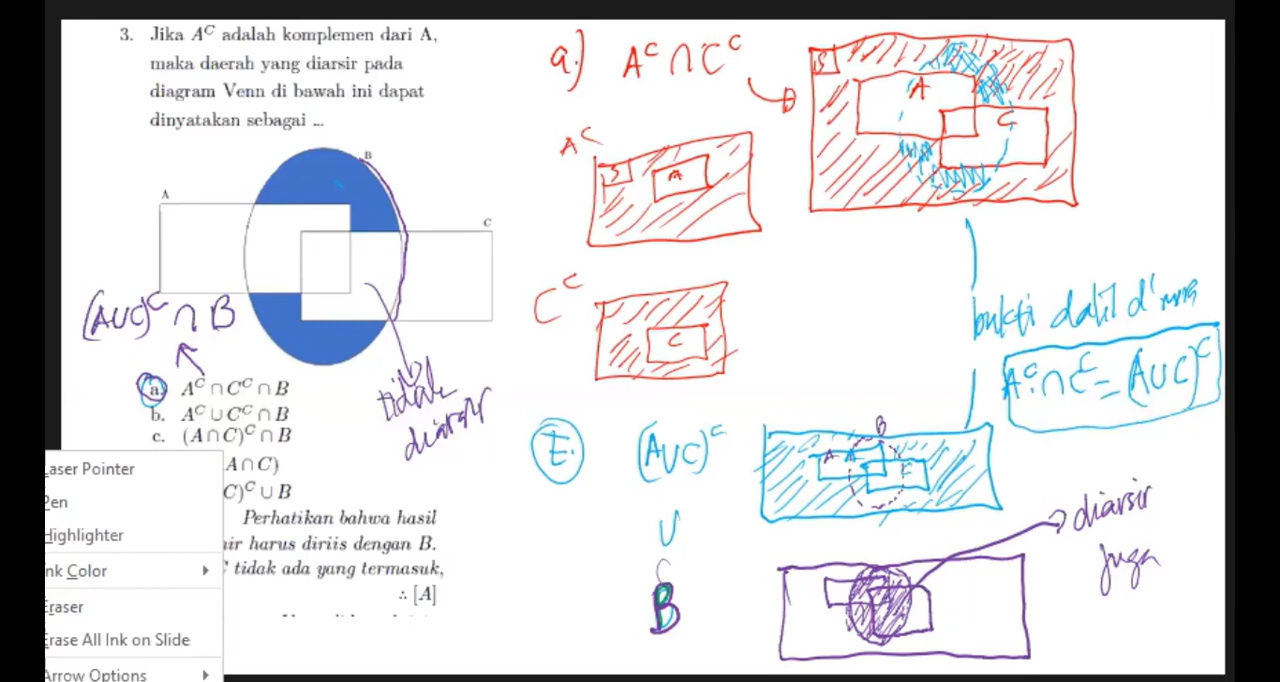 3. Jika A^C adalah komplemen dari A,
maka daerah yang diarsir pada
diagram Venn di bawah ini dapat
dinyatakan sebagai ...
B
A
C
(A∪C)^C ∩ B
tidak
diarsir
a. A^C ∩ C^C ∩ B
b. A^C ∪ C^C ∩ B
c. (A ∩ C)^C ∩ B
A ∩ C)
C)^C ∪ B
Perhatikan bahwa hasil
ir harus diriis dengan B.
tidak ada yang termasuk,
∴ [A]
Laser Pointer
Pen
Highlighter
Ink Color
Eraser
Erase All Ink on Slide
Arrow Options
a.) A^C ∩ C^C
S
A
C
A^C
S
A
C^C
C
bukti dalil
A^C ∩ C^C = (A∪C)^C
E. (A∪C)^C
B
A
C
∪
B
diarsir
juga